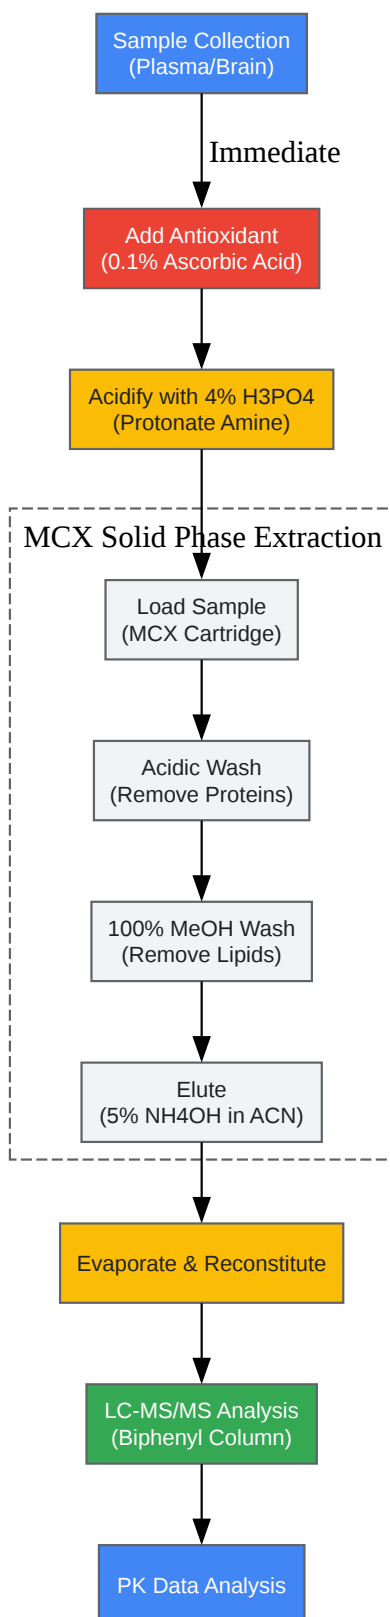 Sample Collection
(Plasma/Brain)
Immediate
Add Antioxidant
(0.1% Ascorbic Acid)
Acidify with 4% H3PO4
(Protonate Amine)
MCX Solid Phase Extraction
Load Sample
(MCX Cartridge)
Acidic Wash
(Remove Proteins)
100% MeOH Wash
(Remove Lipids)
Elute
(5% NH4OH in ACN)
Evaporate & Reconstitute
LC-MS/MS Analysis
(Biphenyl Column)
PK Data Analysis